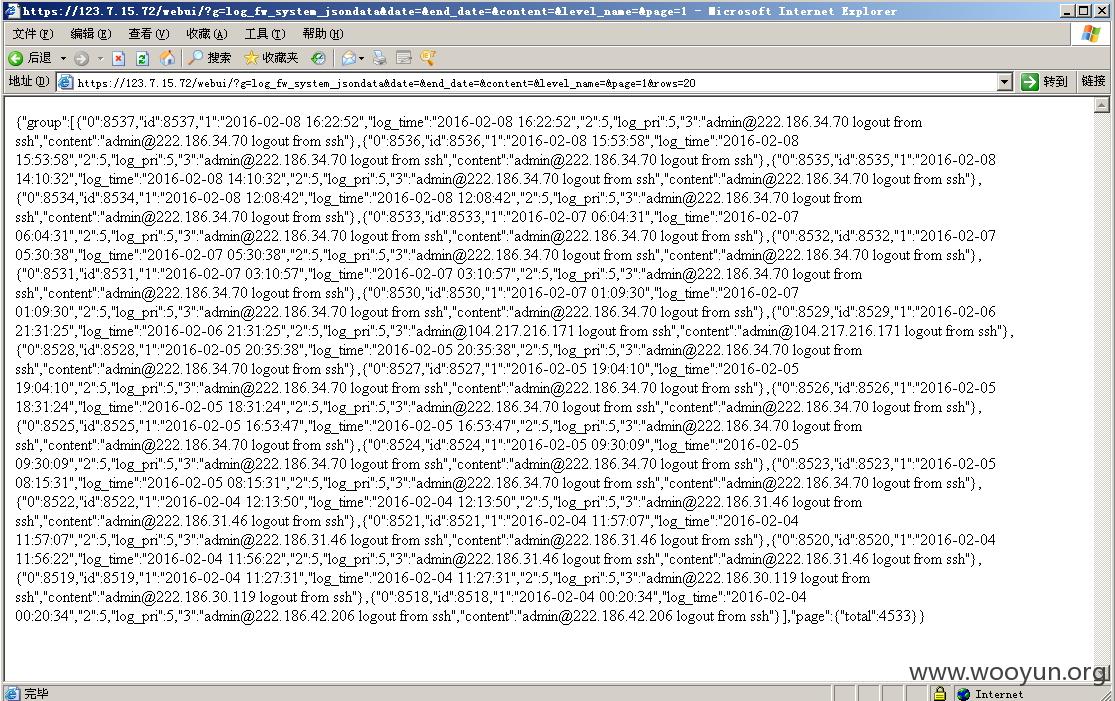 https://123.7.15.72/webui/?g=log_fw_system_jsondata&date=&end_date=&content=&level_name=&page=1 - Microsoft Internet Explorer
文件(F) 编辑(E) 查看(V) 收藏(A) 工具(T) 帮助(H)
后退 搜索 收藏夹
地址(D) https://123.7.15.72/webui/?g=log_fw_system_jsondata&date=&end_date=&content=&level_name=&page=1&rows=20 转到 链接
{"group":[{"0":8537,"id":8537,"1":"2016-02-08 16:22:52","log_time":"2016-02-08 16:22:52","2":5,"log_pri":5,"3":"admin@222.186.34.70 logout from
ssh","content":"admin@222.186.34.70 logout from ssh"},{"0":8536,"id":8536,"1":"2016-02-08 15:53:58","log_time":"2016-02-08
15:53:58","2":5,"log_pri":5,"3":"admin@222.186.34.70 logout from ssh","content":"admin@222.186.34.70 logout from ssh"},{"0":8535,"id":8535,"1":"2016-02-08
14:10:32","log_time":"2016-02-08 14:10:32","2":5,"log_pri":5,"3":"admin@222.186.34.70 logout from ssh","content":"admin@222.186.34.70 logout from ssh"},
{"0":8534,"id":8534,"1":"2016-02-08 12:08:42","log_time":"2016-02-08 12:08:42","2":5,"log_pri":5,"3":"admin@222.186.34.70 logout from
ssh","content":"admin@222.186.34.70 logout from ssh"},{"0":8533,"id":8533,"1":"2016-02-07 06:04:31","log_time":"2016-02-07
06:04:31","2":5,"log_pri":5,"3":"admin@222.186.34.70 logout from ssh","content":"admin@222.186.34.70 logout from ssh"},{"0":8532,"id":8532,"1":"2016-02-07
05:30:38","log_time":"2016-02-07 05:30:38","2":5,"log_pri":5,"3":"admin@222.186.34.70 logout from ssh","content":"admin@222.186.34.70 logout from ssh"},
{"0":8531,"id":8531,"1":"2016-02-07 03:10:57","log_time":"2016-02-07 03:10:57","2":5,"log_pri":5,"3":"admin@222.186.34.70 logout from
ssh","content":"admin@222.186.34.70 logout from ssh"},{"0":8530,"id":8530,"1":"2016-02-07 01:09:30","log_time":"2016-02-07
01:09:30","2":5,"log_pri":5,"3":"admin@222.186.34.70 logout from ssh","content":"admin@222.186.34.70 logout from ssh"},{"0":8529,"id":8529,"1":"2016-02-06
21:31:25","log_time":"2016-02-06 21:31:25","2":5,"log_pri":5,"3":"admin@104.217.216.171 logout from ssh","content":"admin@104.217.216.171 logout from ssh"},
{"0":8528,"id":8528,"1":"2016-02-05 20:35:38","log_time":"2016-02-05 20:35:38","2":5,"log_pri":5,"3":"admin@222.186.34.70 logout from
ssh","content":"admin@222.186.34.70 logout from ssh"},{"0":8527,"id":8527,"1":"2016-02-05 19:04:10","log_time":"2016-02-05
19:04:10","2":5,"log_pri":5,"3":"admin@222.186.34.70 logout from ssh","content":"admin@222.186.34.70 logout from ssh"},{"0":8526,"id":8526,"1":"2016-02-05
18:31:24","log_time":"2016-02-05 18:31:24","2":5,"log_pri":5,"3":"admin@222.186.34.70 logout from ssh","content":"admin@222.186.34.70 logout from ssh"},
{"0":8525,"id":8525,"1":"2016-02-05 16:53:47","log_time":"2016-02-05 16:53:47","2":5,"log_pri":5,"3":"admin@222.186.34.70 logout from
ssh","content":"admin@222.186.34.70 logout from ssh"},{"0":8524,"id":8524,"1":"2016-02-05 09:30:09","log_time":"2016-02-05
09:30:09","2":5,"log_pri":5,"3":"admin@222.186.34.70 logout from ssh","content":"admin@222.186.34.70 logout from ssh"},{"0":8523,"id":8523,"1":"2016-02-05
08:15:31","log_time":"2016-02-05 08:15:31","2":5,"log_pri":5,"3":"admin@222.186.34.70 logout from ssh","content":"admin@222.186.34.70 logout from ssh"},
{"0":8522,"id":8522,"1":"2016-02-04 12:13:50","log_time":"2016-02-04 12:13:50","2":5,"log_pri":5,"3":"admin@222.186.31.46 logout from
ssh","content":"admin@222.186.31.46 logout from ssh"},{"0":8521,"id":8521,"1":"2016-02-04 11:57:07","log_time":"2016-02-04
11:57:07","2":5,"log_pri":5,"3":"admin@222.186.31.46 logout from ssh","content":"admin@222.186.31.46 logout from ssh"},{"0":8520,"id":8520,"1":"2016-02-04
11:56:22","log_time":"2016-02-04 11:56:22","2":5,"log_pri":5,"3":"admin@222.186.31.46 logout from ssh","content":"admin@222.186.31.46 logout from ssh"},
{"0":8519,"id":8519,"1":"2016-02-04 11:27:31","log_time":"2016-02-04 11:27:31","2":5,"log_pri":5,"3":"admin@222.186.30.119 logout from
ssh","content":"admin@222.186.30.119 logout from ssh"},{"0":8518,"id":8518,"1":"2016-02-04 00:20:34","log_time":"2016-02-04
00:20:34","2":5,"log_pri":5,"3":"admin@222.186.42.206 logout from ssh","content":"admin@222.186.42.206 logout from ssh"}],"page":{"total":4533}}
www.wooyun.org
完毕 Internet